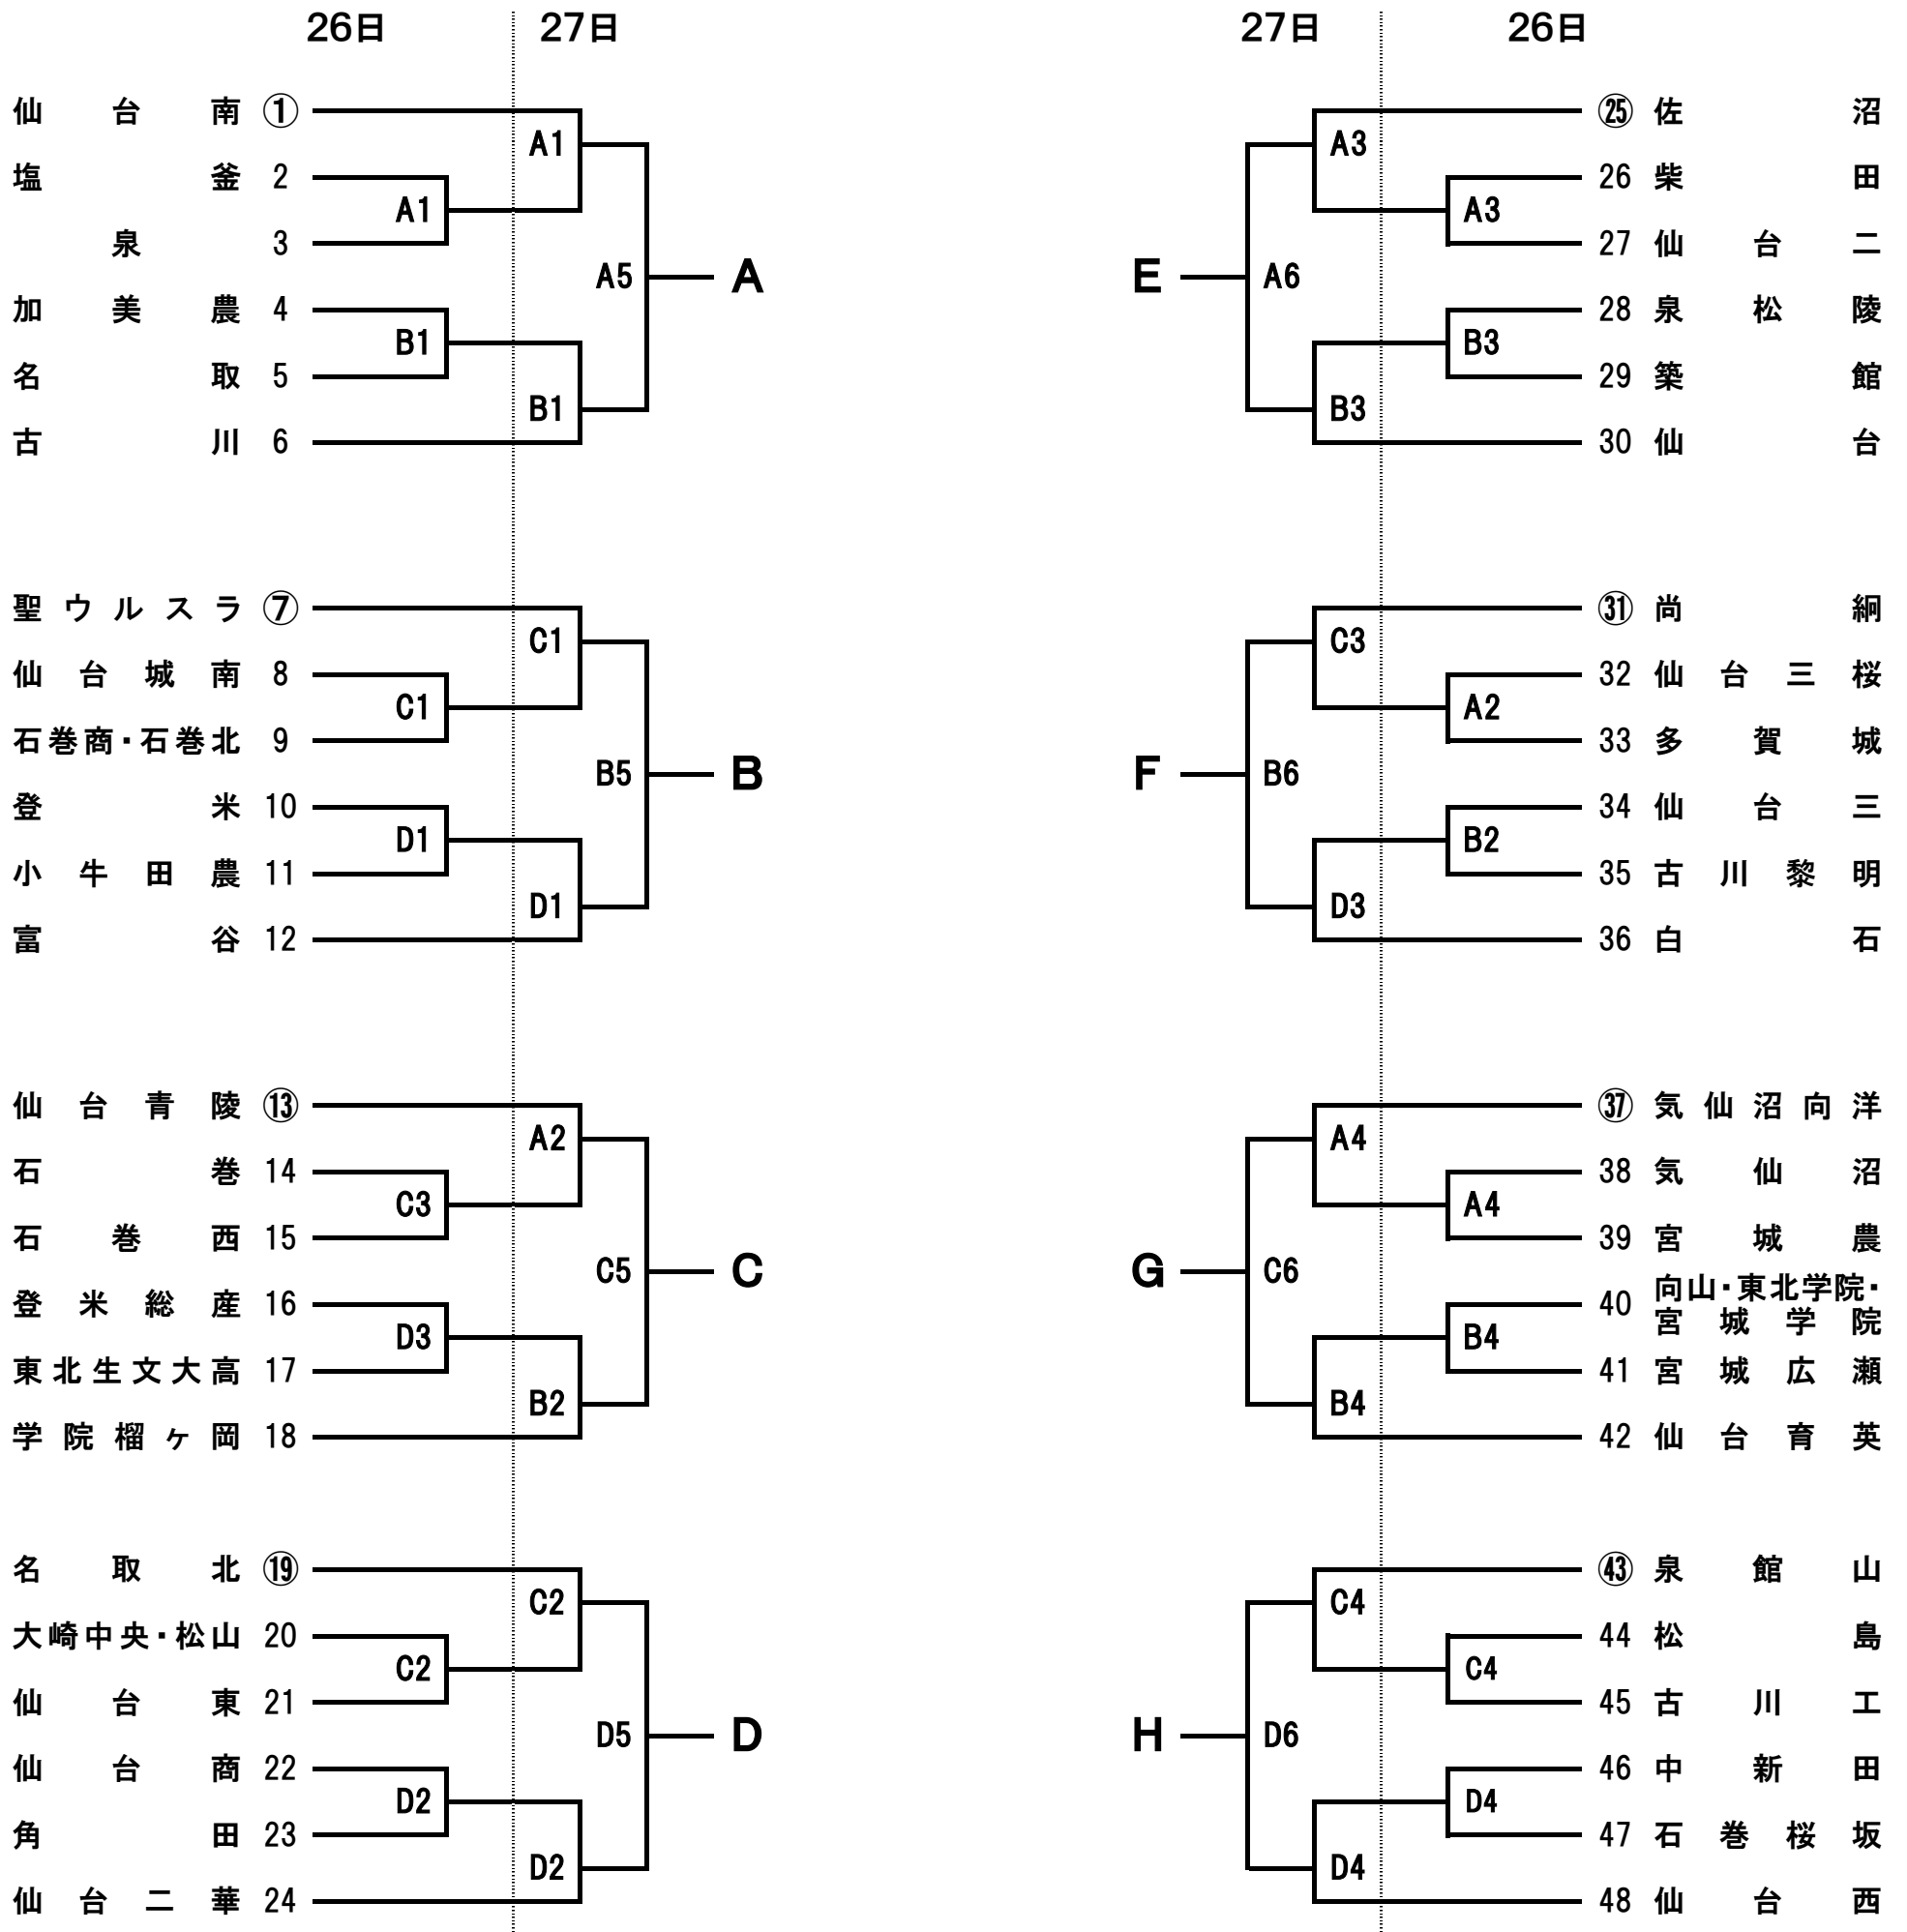 26日 27日 27日 26日
仙台南 ①
塩釜 2
泉 3
加美農 4
名取 5
古川 6
A1
B1
A1
B1
A5
A
聖ウルスラ ⑦
仙台城南 8
石巻商・石巻北 9
登米 10
小牛田農 11
富谷 12
C1
D1
C1
D1
B5
B
仙台青陵 ⑬
石巻 14
石巻西 15
登米総産 16
東北生文大高 17
学院榴ヶ岡 18
C3
D3
A2
B2
C5
C
名取北 ⑲
大崎中央・松山 20
仙台東 21
仙台商 22
角田 23
仙台二華 24
C2
D2
C2
D2
D5
D
㉕ 佐沼
26 柴田
27 仙台二
28 泉松陵
29 築館
30 仙台
A3
B3
A3
B3
A6
E
㉛ 尚絅
32 仙台三桜
33 多賀城
34 仙台三
35 古川黎明
36 白石
A2
B2
C3
D3
B6
F
㊲ 気仙沼向洋
38 気仙沼
39 宮城農
40 向山・東北学院・
宮城学院
41 宮城広瀬
42 仙台育英
A4
B4
A4
B4
C6
G
㊸ 泉館山
44 松島
45 古川工
46 中新田
47 石巻桜坂
48 仙台西
C4
D4
C4
D4
D6
H